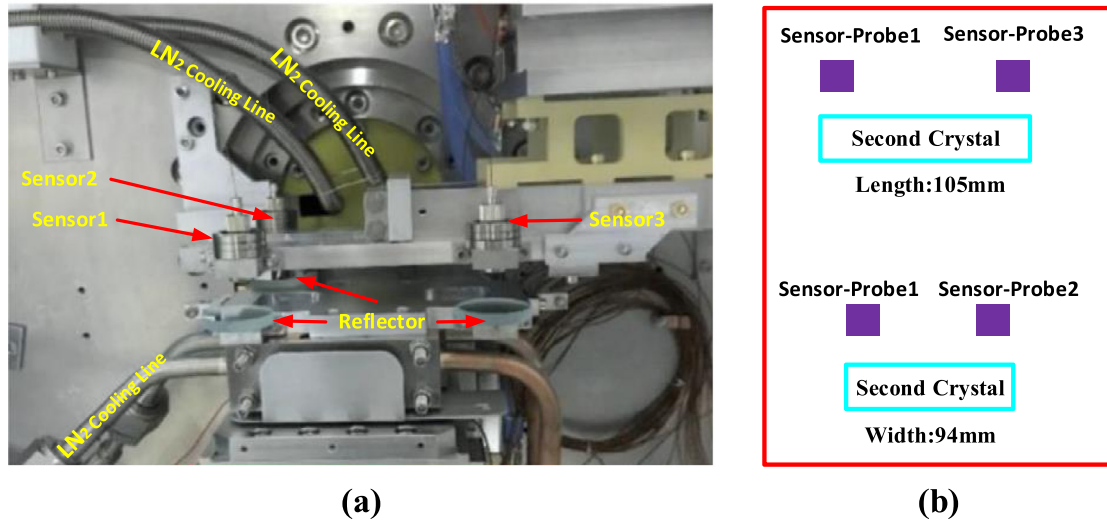 LN2 Cooling Line
LN2 Cooling Line
Sensor2
Sensor1
Sensor3
Reflector
LN2 Cooling Line
(a)
Sensor-Probe1
Sensor-Probe3
Second Crystal
Length:105mm
Sensor-Probe1
Sensor-Probe2
Second Crystal
Width:94mm
(b)